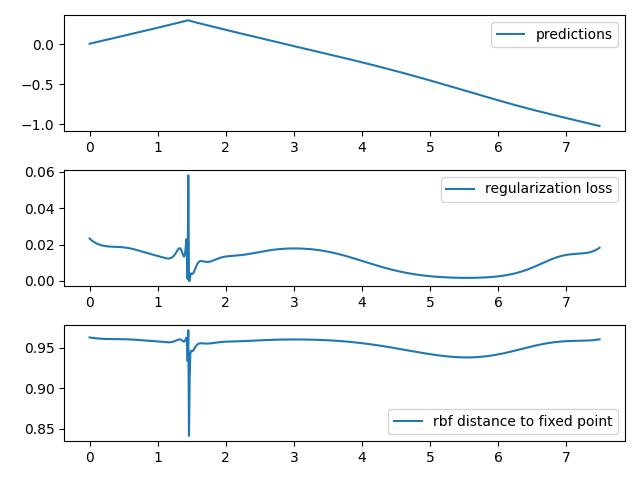 predictions
0.0
−0.5
−1.0
0 1 2 3 4 5 6 7
regularization loss
0.06
0.04
0.02
0.00
0 1 2 3 4 5 6 7
0.95
0.90
0.85
rbf distance to fixed point
0 1 2 3 4 5 6 7